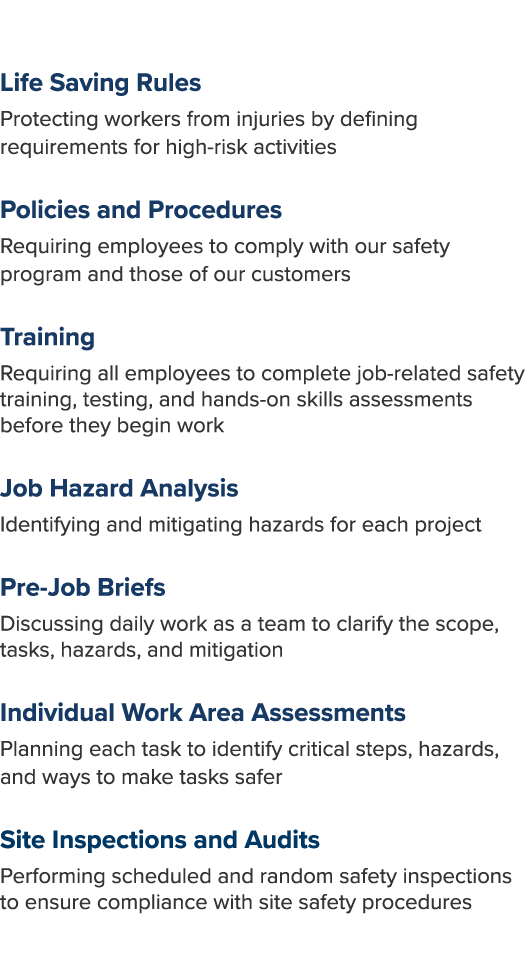 Life Saving Rules
Protecting workers from injuries by defining
requirements for high-risk activities
Policies and Procedures
Requiring employees to comply with our safety
program and those of our customers
Training
Requiring all employees to complete job-related safety
training, testing, and hands-on skills assessments
before they begin work
Job Hazard Analysis
Identifying and mitigating hazards for each project
Pre-Job Briefs
Discussing daily work as a team to clarify the scope,
tasks, hazards, and mitigation
Individual Work Area Assessments
Planning each task to identify critical steps, hazards,
and ways to make tasks safer
Site Inspections and Audits
Performing scheduled and random safety inspections
to ensure compliance with site safety procedures